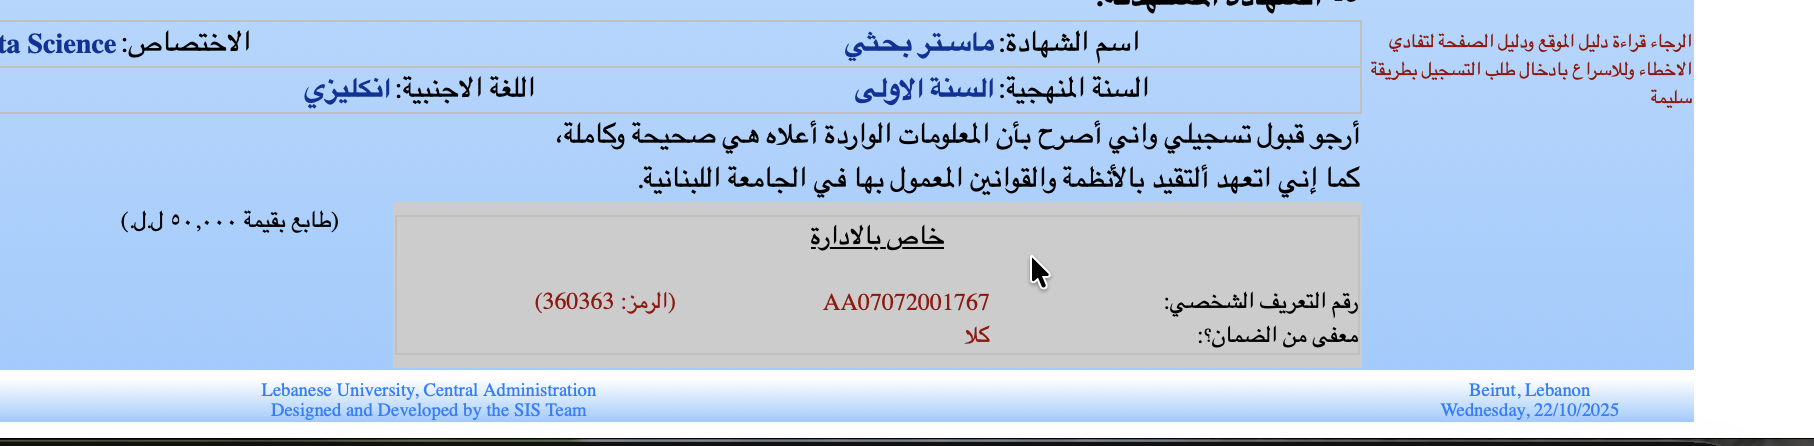 اسم الشهادة: ماستر بحثي الاختصاص: ta Science
السنة المنهجية: السنة الاولى اللغة الاجنبية: انكليزي
الرجاء قراءة دليل الموقع ودليل الصفحة لتفادي
الاخطاء وللاسراع بادخال طلب التسجيل بطريقة
سليمة
أرجو قبول تسجيلي واني أصرح بأن المعلومات الواردة أعلاه هي صحيحة وكاملة،
كما إني اتعهد ألتقيد بالأنظمة والقوانين المعمول بها في الجامعة اللبنانية.
(طابع بقيمة ٥٠,٠٠٠ ل.ل.)
خاص بالادارة
رقم التعريف الشخصي: AA07072001767 (الرمز: 360363)
معفى من الضمان؟: كلا
Lebanese University, Central Administration
Designed and Developed by the SIS Team
Beirut, Lebanon
Wednesday, 22/10/2025